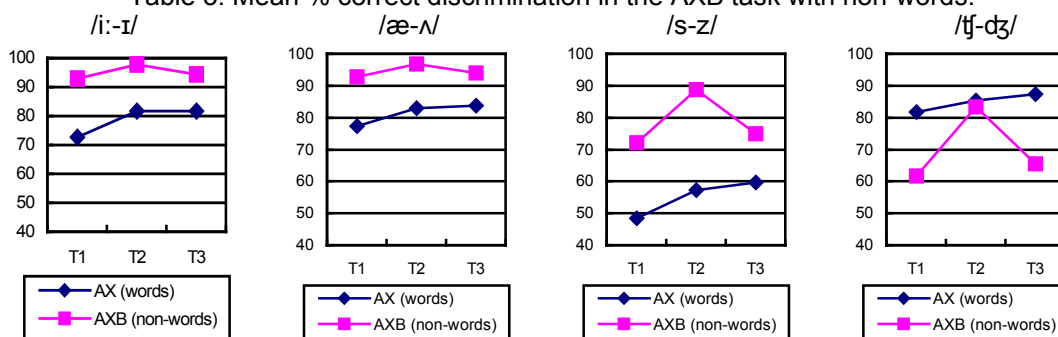 Table 3. Mean % correct discrimination in the AXB task with non-words.
/iː-ɪ/ /æ-ʌ/ /s-z/ /ʧ-ʤ/
100 100 100 100
90 90 90 90
80 80 80 80
70 70 70 70
60 60 60 60
50 50 50 50
40 40 40 40
T1 T2 T3 T1 T2 T3 T1 T2 T3 T1 T2 T3
AX (words) AX (words) AX (words) AX (words)
AXB (non-words) AXB (non-words) AXB (non-words) AXB (non-words)